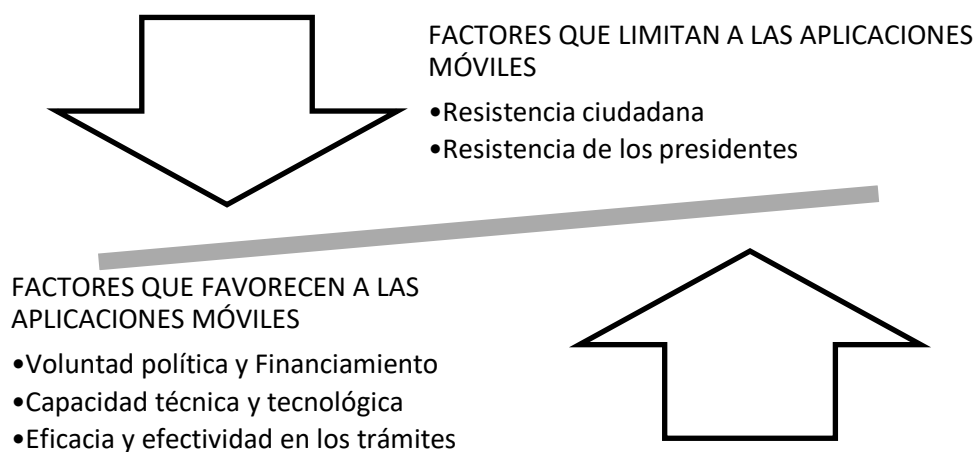 FACTORES QUE LIMITAN A LAS APLICACIONES
MÓVILES
•Resistencia ciudadana
•Resistencia de los presidentes
FACTORES QUE FAVORECEN A LAS
APLICACIONES MÓVILES
•Voluntad política y Financiamiento
•Capacidad técnica y tecnológica
•Eficacia y efectividad en los trámites